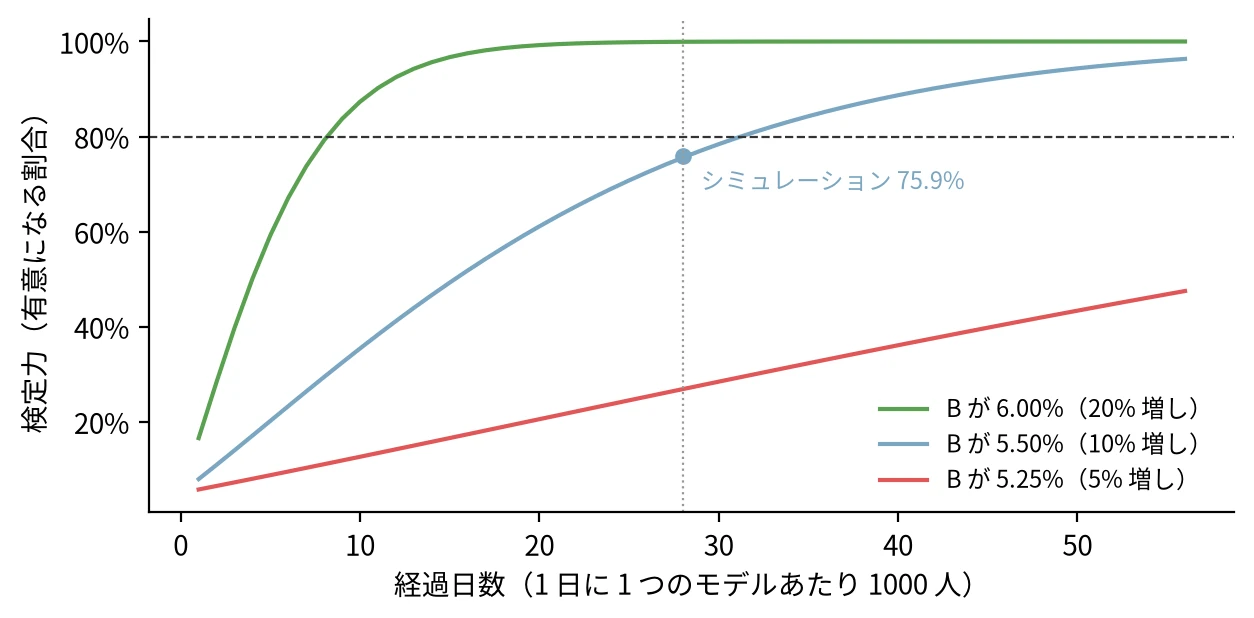 検定力（有意になる割合）
100%
80%
60%
40%
20%
シミュレーション 75.9%
B が 6.00%（20% 増し）
B が 5.50%（10% 増し）
B が 5.25%（5% 増し）
0 10 20 30 40 50
経過日数（1 日に 1 つのモデルあたり 1000 人）